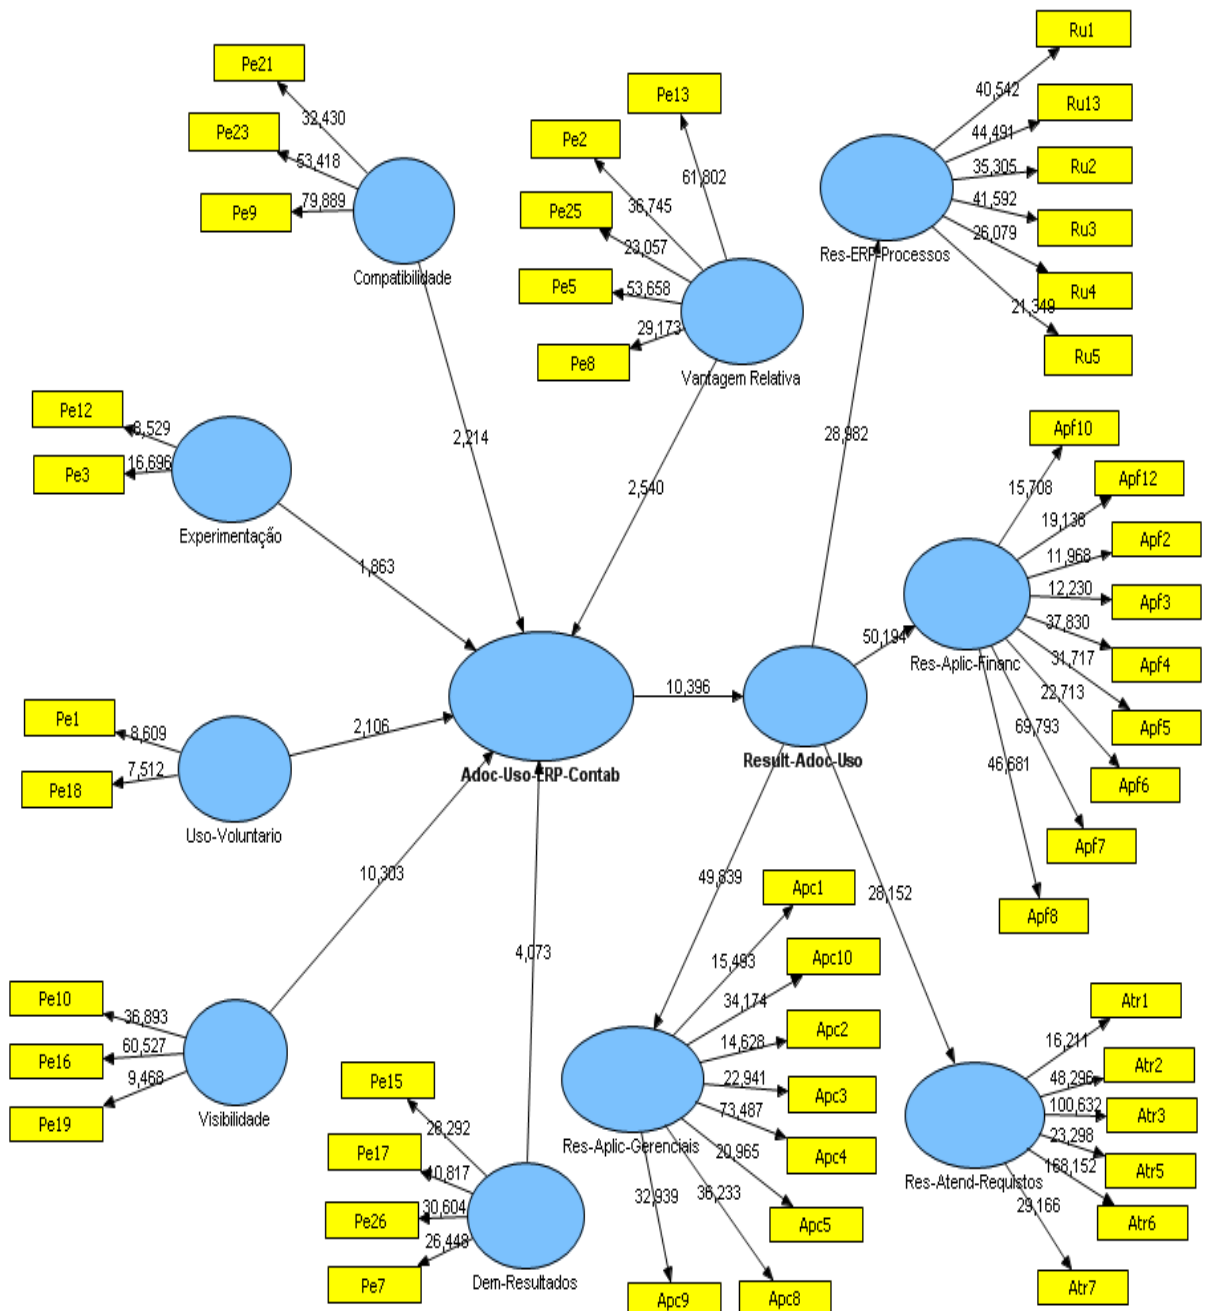 Ru1
Pe21
40,542
Pe13
Ru13
32,430
Pe23
Pe2
44,491
53,418
61,802
35,305
Ru2
79,889
Pe9
36,745
Pe25
41,592
Ru3
23,057
26,079
Compatibilidade
Res-ERP-Processos
Pe5
53,658
Ru4
21,349
29,173
Pe8
Ru5
Vantagem Relativa
Pe12
8,529
Apf10
28,982
2,214
16,696
Pe3
Apf12
15,708
2,540
19,138
Experimentação
Apf2
11,968
1,863
12,230
Apf3
37,830
50,194
Res-Aplic-Financ
31,717
Apf4
10,396
22,713
Pe1
8,609
2,106
69,793
Apf5
Adoc-Uso-ERP-Contab
Result-Adoc-Uso
46,681
7,512
Pe18
Apf6
Uso-Voluntario
Apf7
10,303
49,839
Apc1
28,152
Apf8
4,073
15,493
Apc10
Pe10
36,893
34,174
Atr1
14,628
Apc2
16,211
60,527
Pe16
Atr2
9,468
22,941
Apc3
48,296
Pe15
100,632
Atr3
Visibilidade
73,487
Pe19
28,292
Res-Aplic-Gerenciais
20,965
Apc4
23,298
Pe17
10,817
168,152
Atr5
Res-Atend-Requistos
32,939
36,233
29,166
30,604
Pe26
Apc5
Atr6
26,448
Pe7
Dem-Resultados
Apc9
Apc8
Atr7